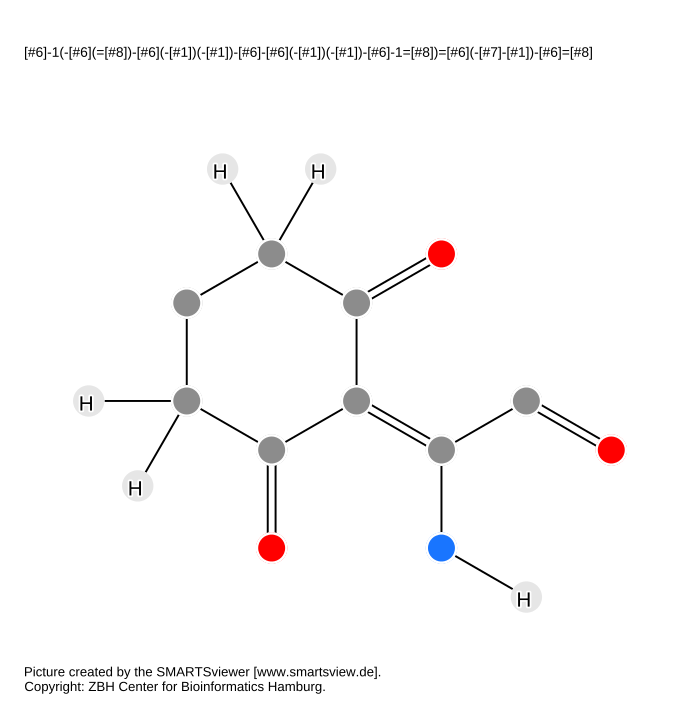 [#6]-1(-[#6](=[#8])-[#6](-[#1])(-[#1])-[#6]-[#6](-[#1])(-[#1])-[#6]-1=[#8])=[#6](-[#7]-[#1])-[#6]=[#8]
H H
H
H
H
Picture created by the SMARTSviewer [www.smartsview.de].
Copyright: ZBH Center for Bioinformatics Hamburg.